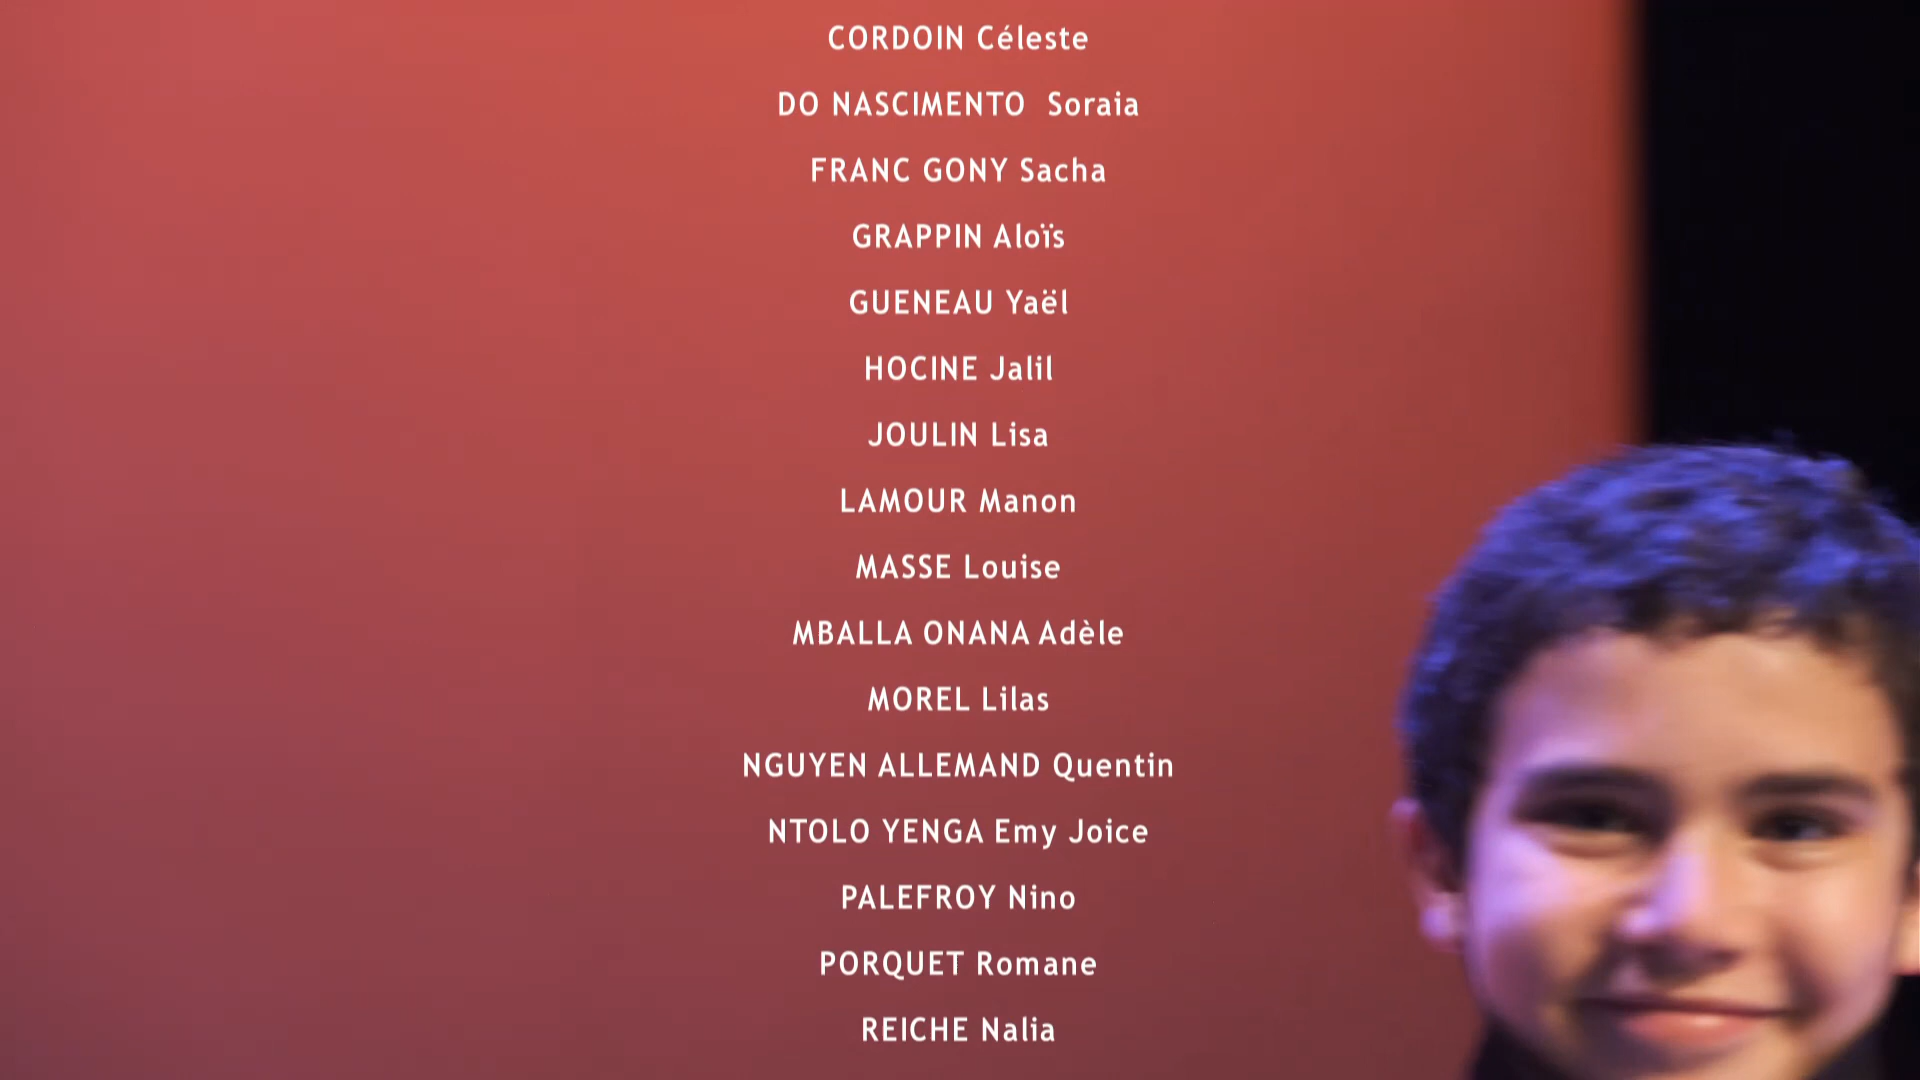 CORDOIN Céleste
DO NASCIMENTO  Soraia
FRANC GONY Sacha
GRAPPIN Aloïs
GUENEAU Yaël
HOCINE Jalil
JOULIN Lisa
LAMOUR Manon
MASSE Louise
MBALLA ONANA Adèle
MOREL Lilas
NGUYEN ALLEMAND Quentin
NTOLO YENGA Emy Joice
PALEFROY Nino
PORQUET Romane
REICHE Nalia